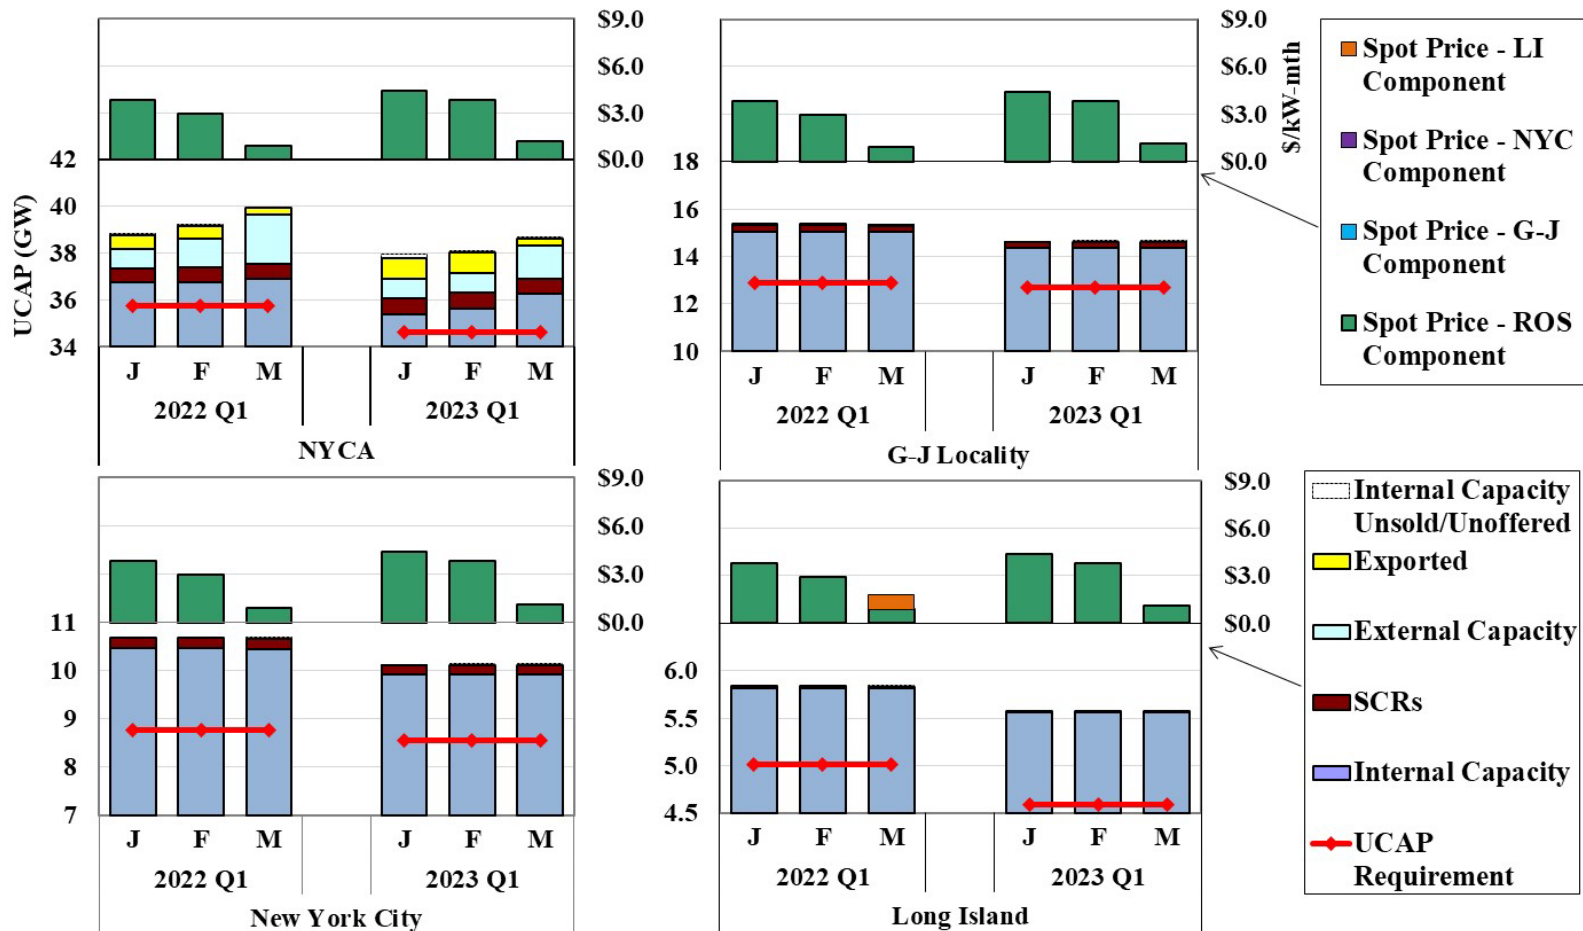 $9.0
$6.0
$3.0
$0.0
42
40
38
36
34
UCAP (GW)
J F M J F M
2022 Q1 2023 Q1
NYCA
$9.0
$6.0
$3.0
$0.0
$/kW-mth
18
16
14
12
10
J F M J F M
2022 Q1 2023 Q1
G-J Locality
Spot Price - LI
Component
Spot Price - NYC
Component
Spot Price - G-J
Component
Spot Price - ROS
Component
$9.0
$6.0
$3.0
$0.0
11
10
9
8
7
J F M J F M
2022 Q1 2023 Q1
New York City
$9.0
$6.0
$3.0
$0.0
6.0
5.5
5.0
4.5
J F M J F M
2022 Q1 2023 Q1
Long Island
Internal Capacity
Unsold/Unoffered
Exported
External Capacity
SCRs
Internal Capacity
UCAP
Requirement